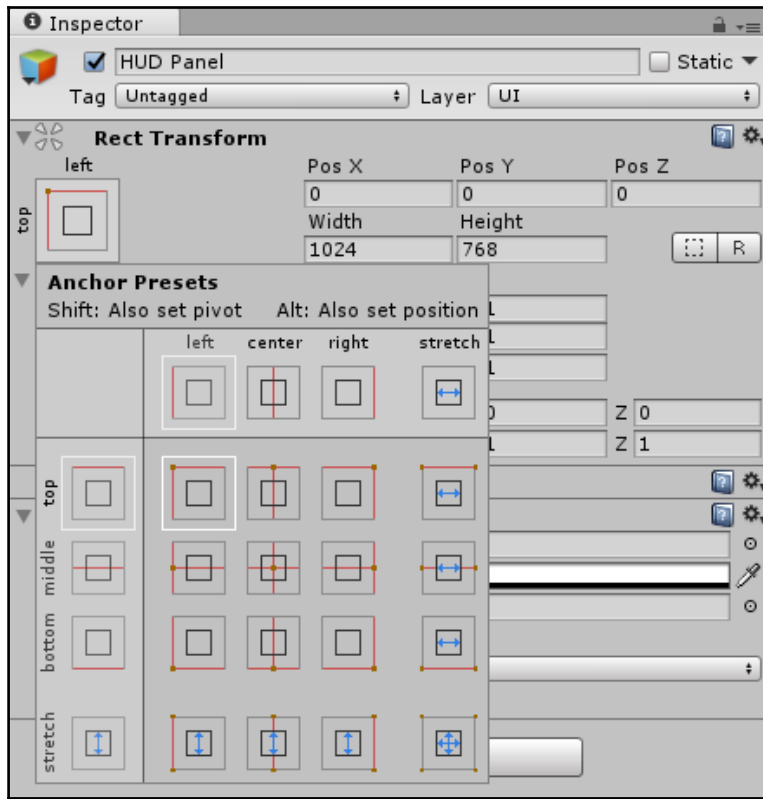 Inspector
HUD Panel Static
Tag Untagged Layer UI
Rect Transform
left Pos X Pos Y Pos Z
0 0 0
top
Width Height
1024 768 R
Anchor Presets
Shift: Also set pivot Alt: Also set position
left center right stretch
Z 0
Z 1
top
middle
bottom
stretch